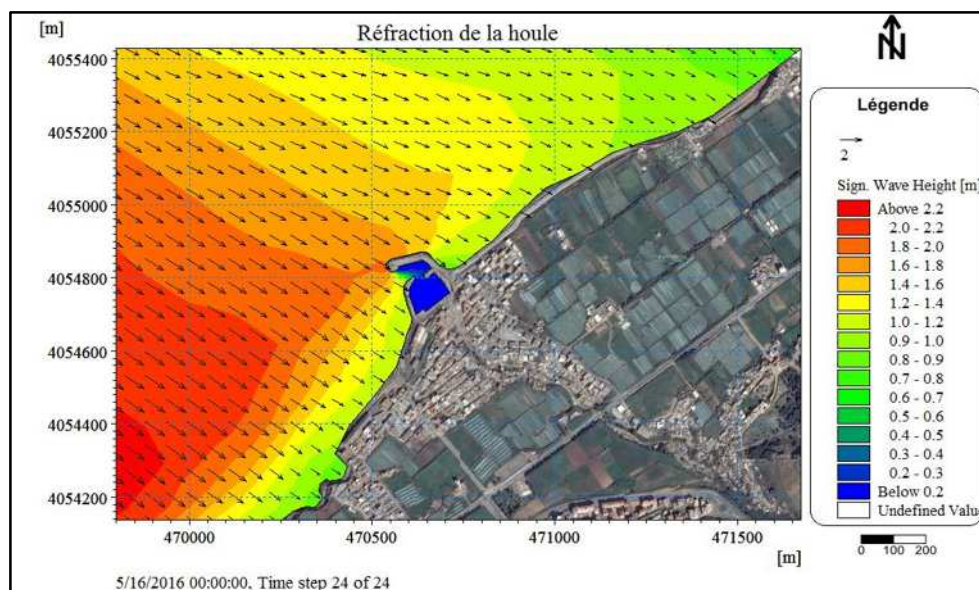 [m]
Réfraction de la houle
4055400
4055200
4055000
4054800
4054600
4054400
4054200
470000
470500
471000
471500
[m]
5/16/2016 00:00:00, Time step 24 of 24
N
Légende
2
Sign. Wave Height [m]
Above 2.2
2.0 - 2.2
1.8 - 2.0
1.6 - 1.8
1.4 - 1.6
1.2 - 1.4
1.0 - 1.2
0.9 - 1.0
0.8 - 0.9
0.7 - 0.8
0.6 - 0.7
0.5 - 0.6
0.4 - 0.5
0.3 - 0.4
0.2 - 0.3
Below 0.2
Undefined Value
0 100 200